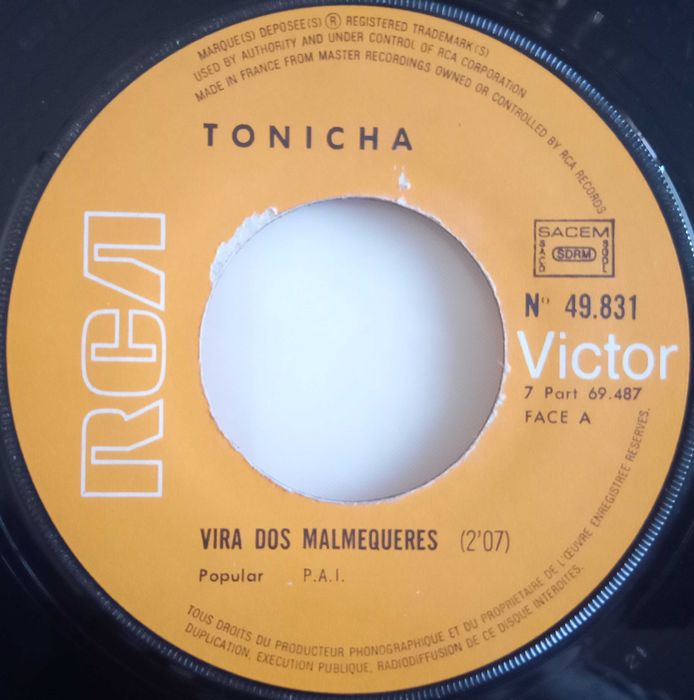 MARQUE(S) DEPOSEE(S) ® REGISTERED TRADEMARK(S)
USED BY AUTHORITY AND UNDER CONTROL OF RCA CORPORATION
MADE IN FRANCE FROM MASTER RECORDINGS OWNED OR CONTROLLED BY RCA RECORDS
TONICHA
RCA
SACEM
SACD SDRM SGDL
N° 49.831
Victor
7 Part 69.487
FACE A
VIRA DOS MALMEQUERES (2'07)
Popular P.A.I.
TOUS DROITS DU PRODUCTEUR PHONOGRAPHIQUE ET DU PROPRIETAIRE DE L'ŒUVRE ENREGISTREE RESERVES.
DUPLICATION, EXECUTION PUBLIQUE, RADIODIFFUSION DE CE DISQUE INTERDITES.